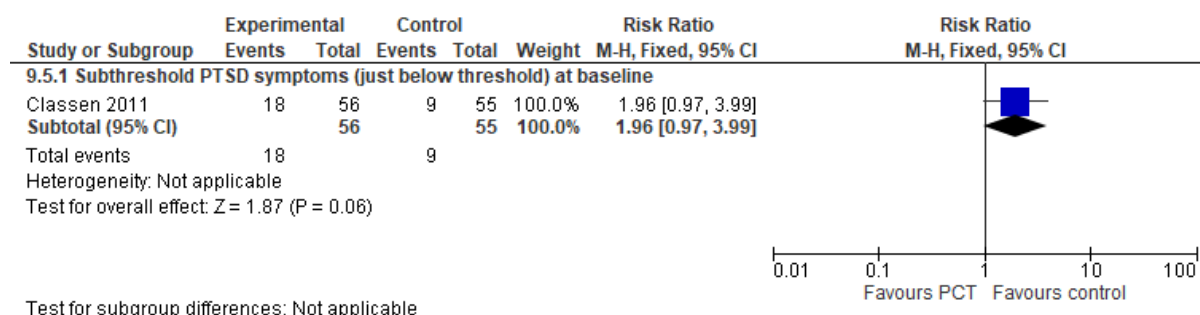 Experimental Control Risk Ratio Risk Ratio
Study or Subgroup Events Total Events Total Weight M-H, Fixed, 95% CI M-H, Fixed, 95% CI
9.5.1 Subthreshold PTSD symptoms (just below threshold) at baseline
Classen 2011 18 56 9 55 100.0% 1.96 [0.97, 3.99]
Subtotal (95% CI) 56 55 100.0% 1.96 [0.97, 3.99]
Total events 18 9
Heterogeneity: Not applicable
Test for overall effect: Z = 1.87 (P = 0.06)
0.01 0.1 1 10 100
Favours PCT Favours control
Test for subgroup differences: Not applicable